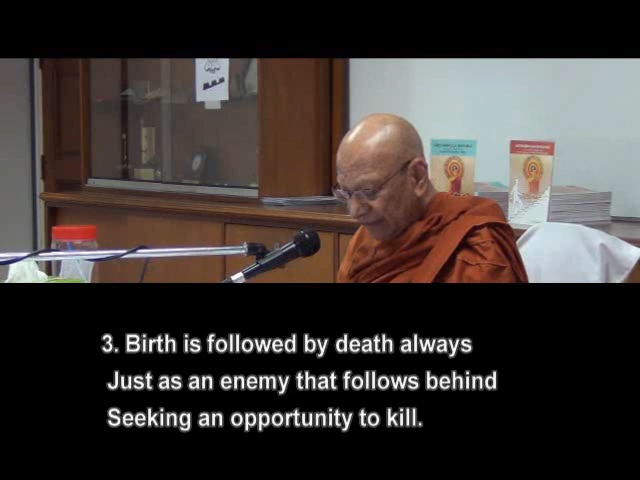 3. Birth is followed by death always
Just as an enemy that follows behind
Seeking an opportunity to kill.